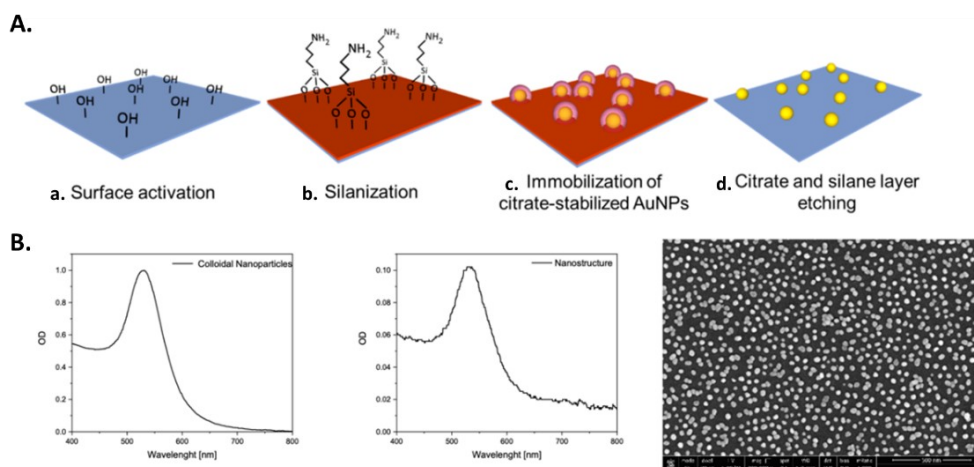 A.
OH OH OH OH OH OH OH OH OH
NH2 NH2 NH2 NH2
Si Si Si Si
O O O
a. Surface activation
b. Silanization
c. Immobilization of
citrate-stabilized AuNPs
d. Citrate and silane layer
etching
B.
Colloidal Nanoparticles
1.0
0.8
0.6
0.4
0.2
0.0
OD
400 500 600 700 800
Wavelenght [nm]
Nanostructure
0.10
0.08
0.06
0.04
0.02
0.00
OD
400 500 600 700 800
Wavelenght [nm]